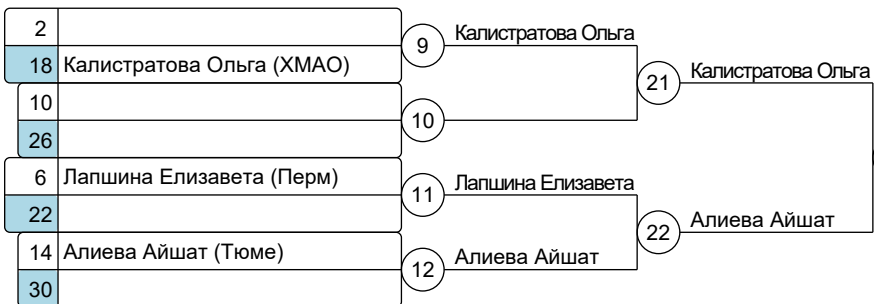 2
9
Калистратова Ольга
18 Калистратова Ольга (ХМАО)
21
Калистратова Ольга
10
10
26
6 Лапшина Елизавета (Перм)
11
Лапшина Елизавета
22
22
Алиева Айшат
14 Алиева Айшат (Тюме)
12
Алиева Айшат
30